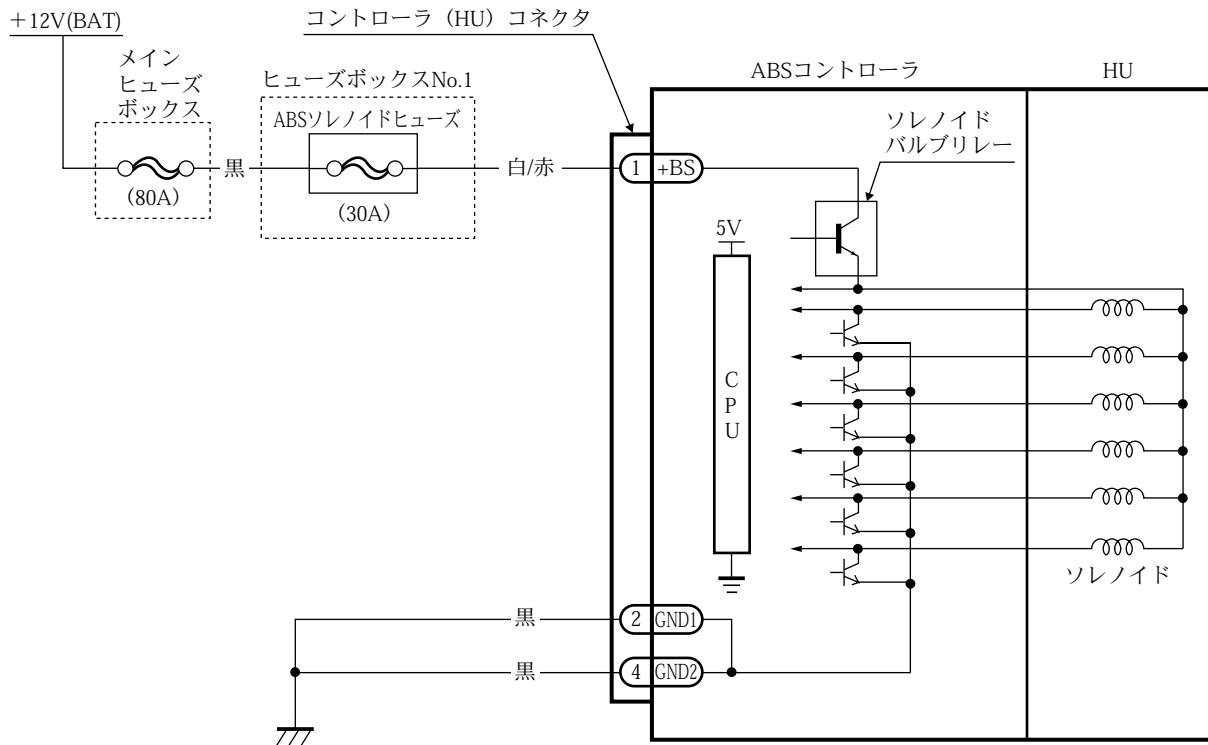 +12V(BAT)
コントローラ（HU）コネクタ
メイン
ヒューズ
ボックス
ヒューズボックスNo.1
ABSソレノイドヒューズ
ABSコントローラ
HU
ソレノイド
バルブリレー
黒
白/赤
1
+BS
(80A)
(30A)
5V
C
P
U
ソレノイド
黒
2
GND1
黒
4
GND2